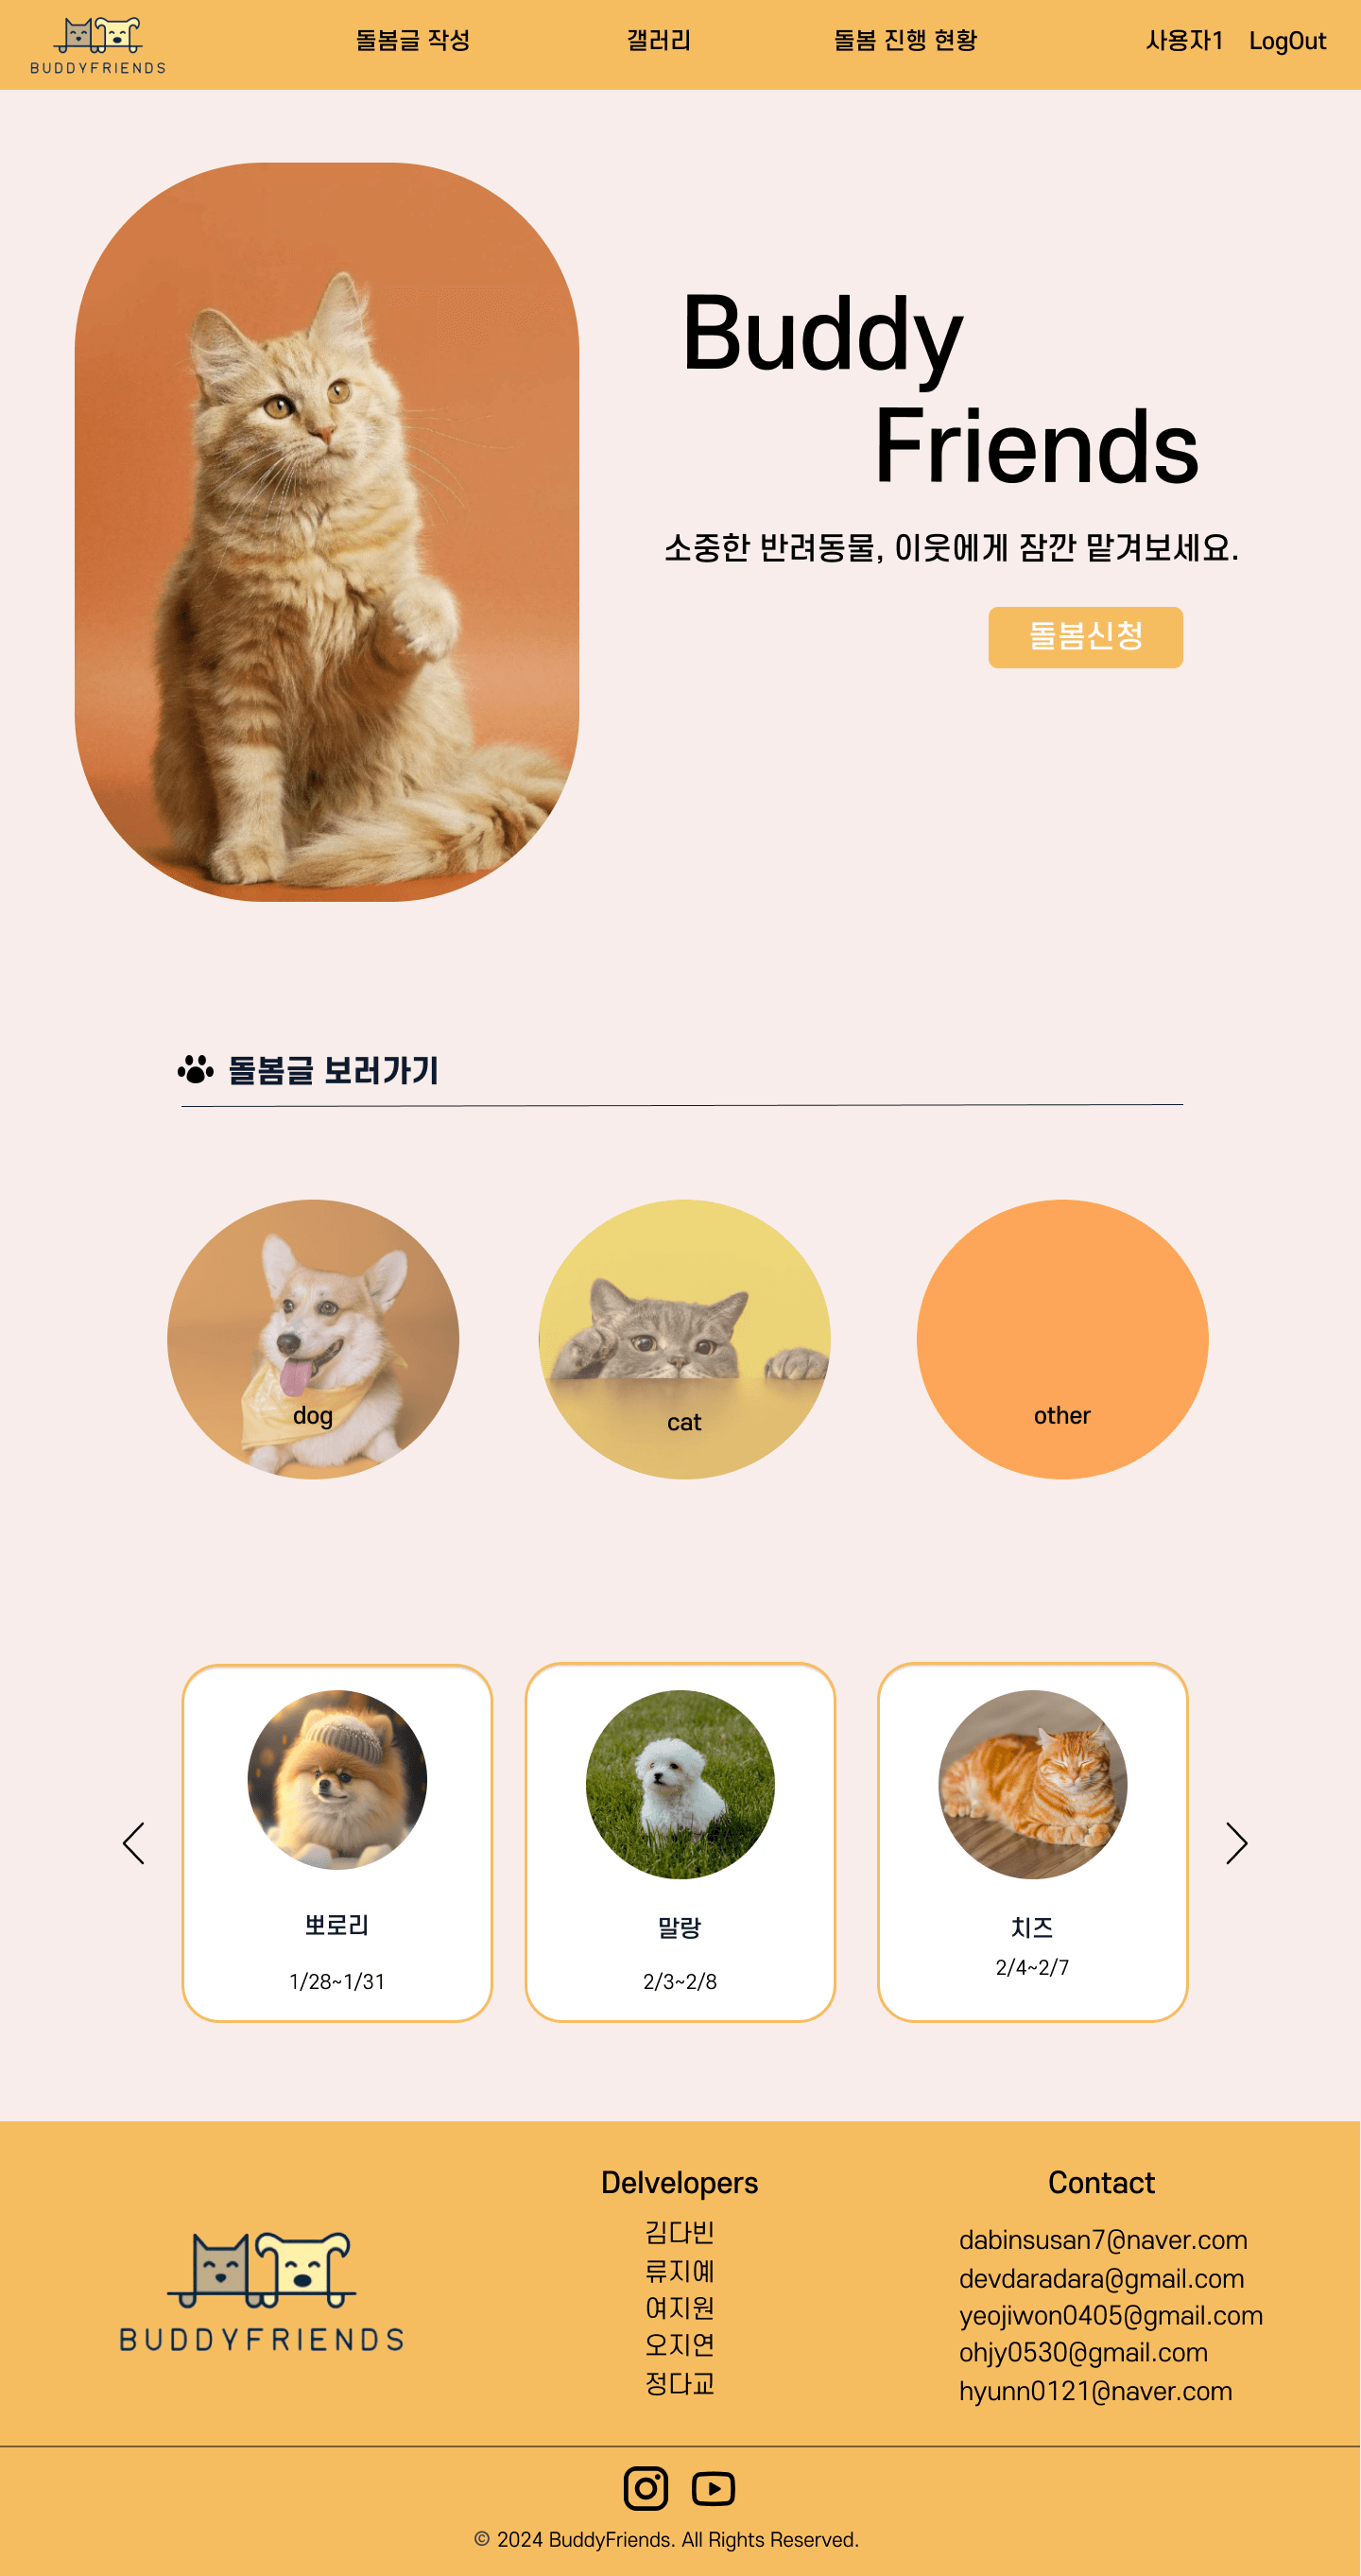 BUDDYFRIENDS
돌봄글 작성
갤러리
돌봄 진행 현황
사용자1
LogOut
Buddy
Friends
소중한 반려동물, 이웃에게 잠깐 맡겨보세요.
돌봄신청
돌봄글 보러가기
dog
cat
other
뽀로리
1/28~1/31
말랑
2/3~2/8
치즈
2/4~2/7
BUDDYFRIENDS
Delvelopers
김다빈
류지예
여지원
오지연
정다교
Contact
dabinsusan7@naver.com
devdaradara@gmail.com
yeojiwon0405@gmail.com
ohjy0530@gmail.com
hyunn0121@naver.com
© 2024 BuddyFriends. All Rights Reserved.